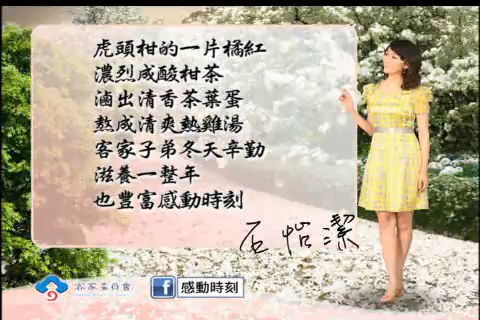 虎頭柑的一片橘紅
濃烈成酸柑茶
滷出清香茶葉蛋
熬成清爽熱雞湯
客家子弟冬天辛勤
滋養一整年
也豐富感動時刻
石怡潔
客家委員會
f 感動時刻